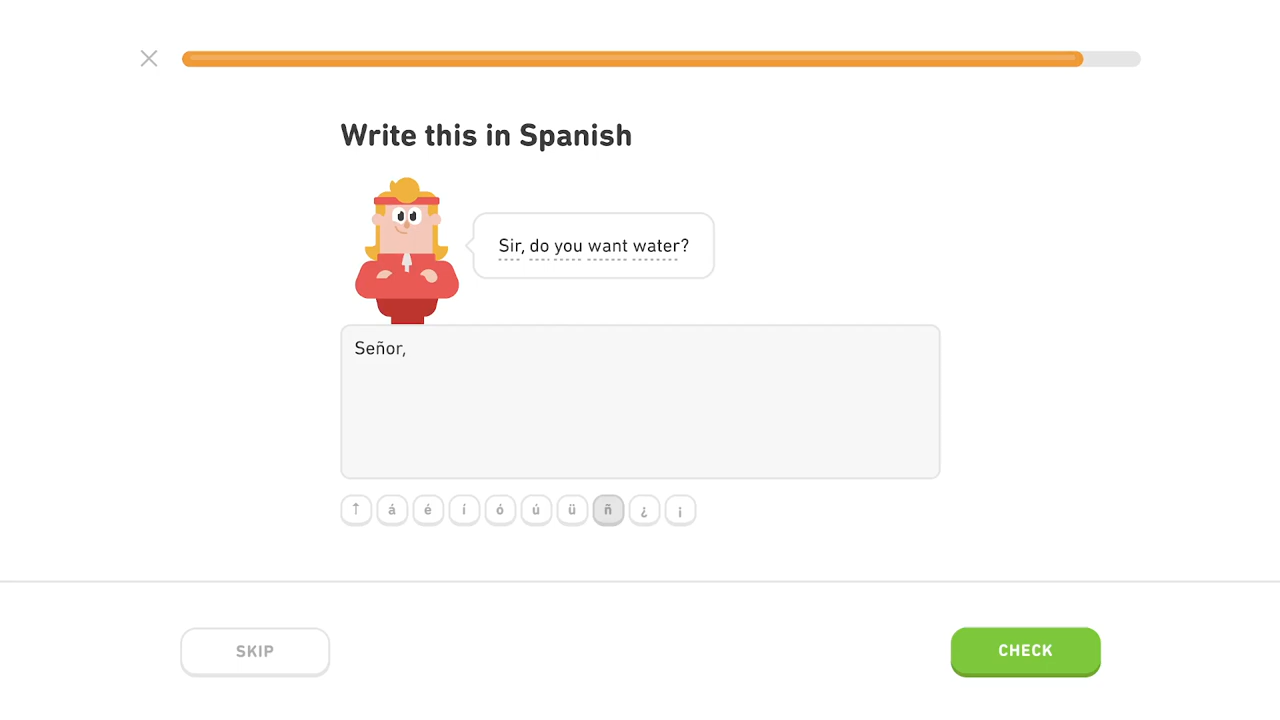 Write this in Spanish
Sir, do you want water?
Señor,
↑ á é í ó ú ü ñ ¿ ¡
SKIP
CHECK